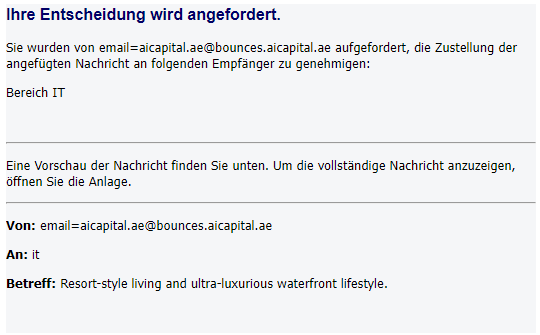 Ihre Entscheidung wird angefordert.
Sie wurden von email=aicapital.ae@bounces.aicapital.ae aufgefordert, die Zustellung der
angefügten Nachricht an folgenden Empfänger zu genehmigen:
Bereich IT
Eine Vorschau der Nachricht finden Sie unten. Um die vollständige Nachricht anzuzeigen,
öffnen Sie die Anlage.
Von: email=aicapital.ae@bounces.aicapital.ae
An: it
Betreff: Resort-style living and ultra-luxurious waterfront lifestyle.